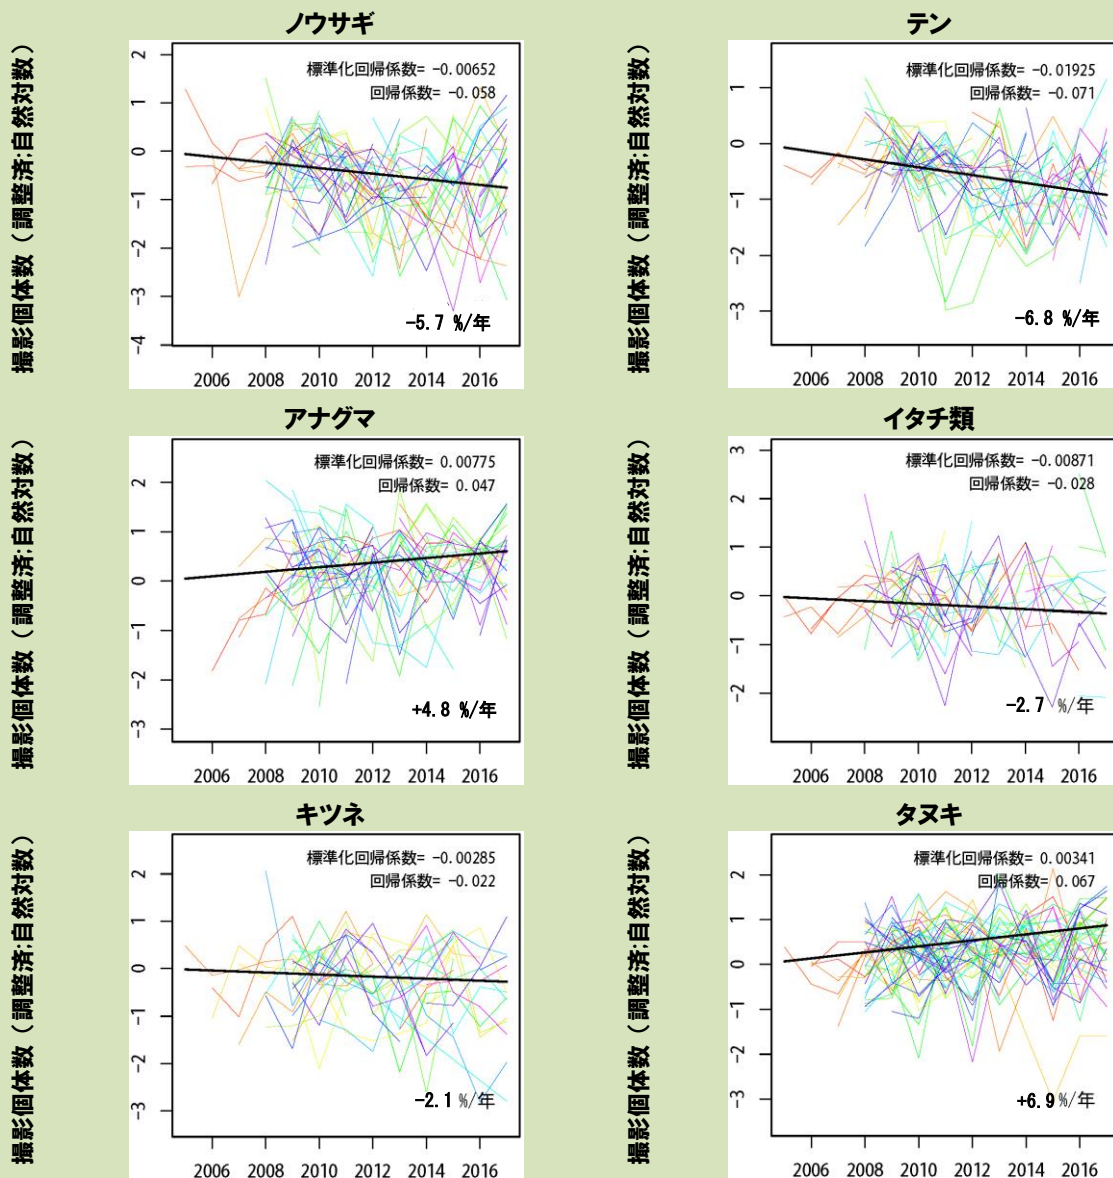 ノウサギ
撮影個体数（調整済;自然対数）
標準化回帰係数= -0.00652
回帰係数= -0.058
2
1
0
-1
-2
-3
-4
-5.7 %/年
2006 2008 2010 2012 2014 2016
テン
撮影個体数（調整済;自然対数）
標準化回帰係数= -0.01925
回帰係数= -0.071
1
0
-1
-2
-3
-6.8 %/年
2006 2008 2010 2012 2014 2016
アナグマ
撮影個体数（調整済;自然対数）
標準化回帰係数= 0.00775
回帰係数= 0.047
2
1
0
-1
-2
-3
+4.8 %/年
2006 2008 2010 2012 2014 2016
イタチ類
撮影個体数（調整済;自然対数）
標準化回帰係数= -0.00871
回帰係数= -0.028
3
2
1
0
-1
-2
-2.7 %/年
2006 2008 2010 2012 2014 2016
キツネ
撮影個体数（調整済;自然対数）
標準化回帰係数= -0.00285
回帰係数= -0.022
2
1
0
-1
-2
-3
-2.1 %/年
2006 2008 2010 2012 2014 2016
タヌキ
撮影個体数（調整済;自然対数）
標準化回帰係数= 0.00341
回帰係数= 0.067
2
1
0
-1
-2
-3
+6.9 %/年
2006 2008 2010 2012 2014 2016